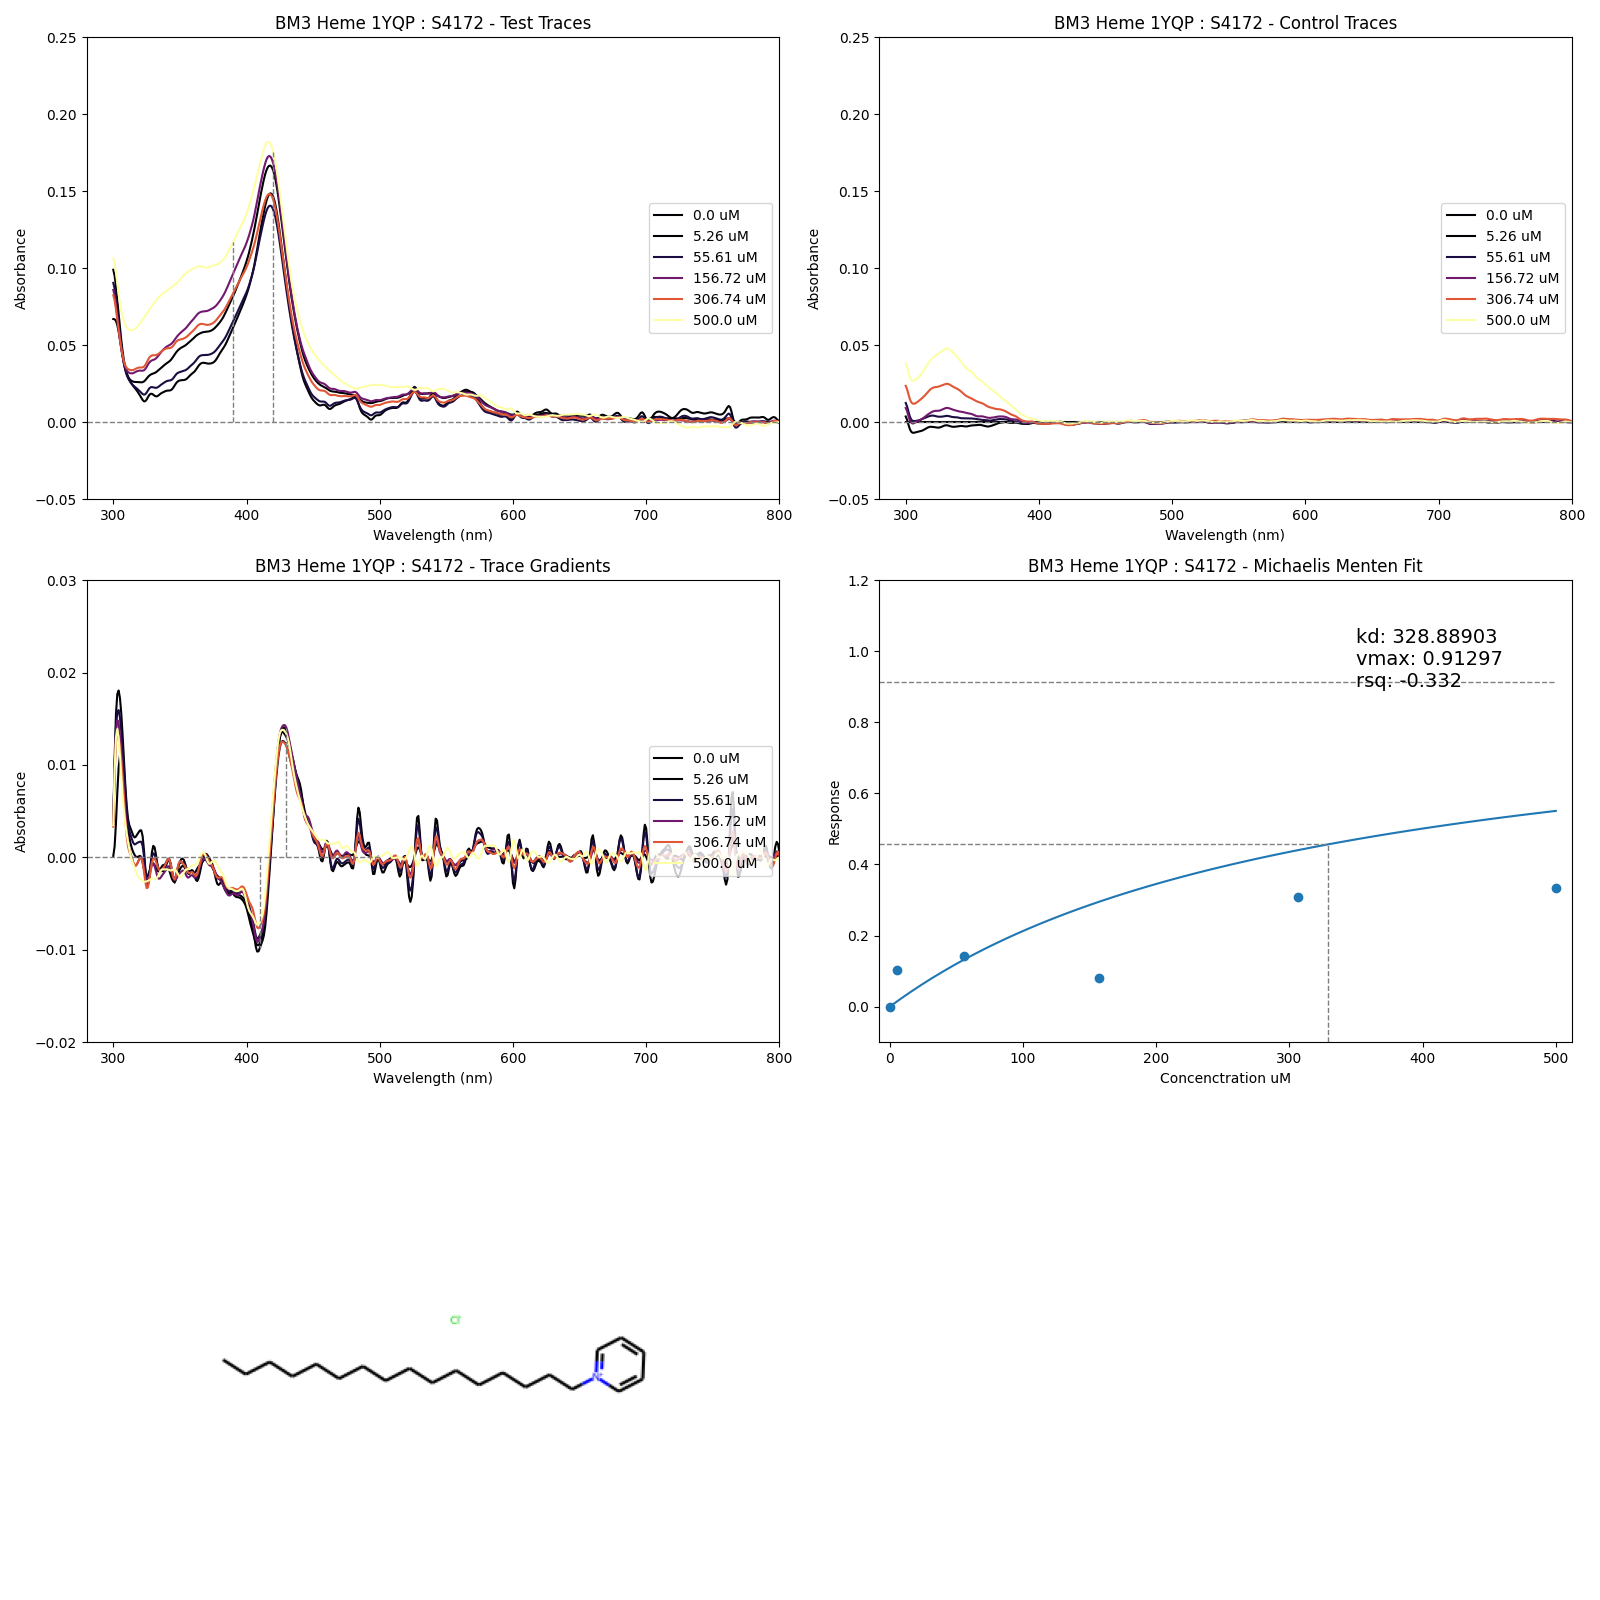 BM3 Heme 1YQP : S4172 - Test Traces
0.25
0.20
0.15
0.10
0.05
0.00
−0.05
Absorbance
300
400
500
600
700
800
Wavelength (nm)
0.0 uM
5.26 uM
55.61 uM
156.72 uM
306.74 uM
500.0 uM
BM3 Heme 1YQP : S4172 - Control Traces
0.25
0.20
0.15
0.10
0.05
0.00
−0.05
Absorbance
300
400
500
600
700
800
Wavelength (nm)
0.0 uM
5.26 uM
55.61 uM
156.72 uM
306.74 uM
500.0 uM
BM3 Heme 1YQP : S4172 - Trace Gradients
0.03
0.02
0.01
0.00
−0.01
−0.02
Absorbance
300
400
500
600
700
800
Wavelength (nm)
0.0 uM
5.26 uM
55.61 uM
156.72 uM
306.74 uM
500.0 uM
BM3 Heme 1YQP : S4172 - Michaelis Menten Fit
1.2
1.0
0.8
0.6
0.4
0.2
0.0
Response
0
100
200
300
400
500
Concenctration uM
kd: 328.88903
vmax: 0.91297
rsq: -0.332
Cl-
N+